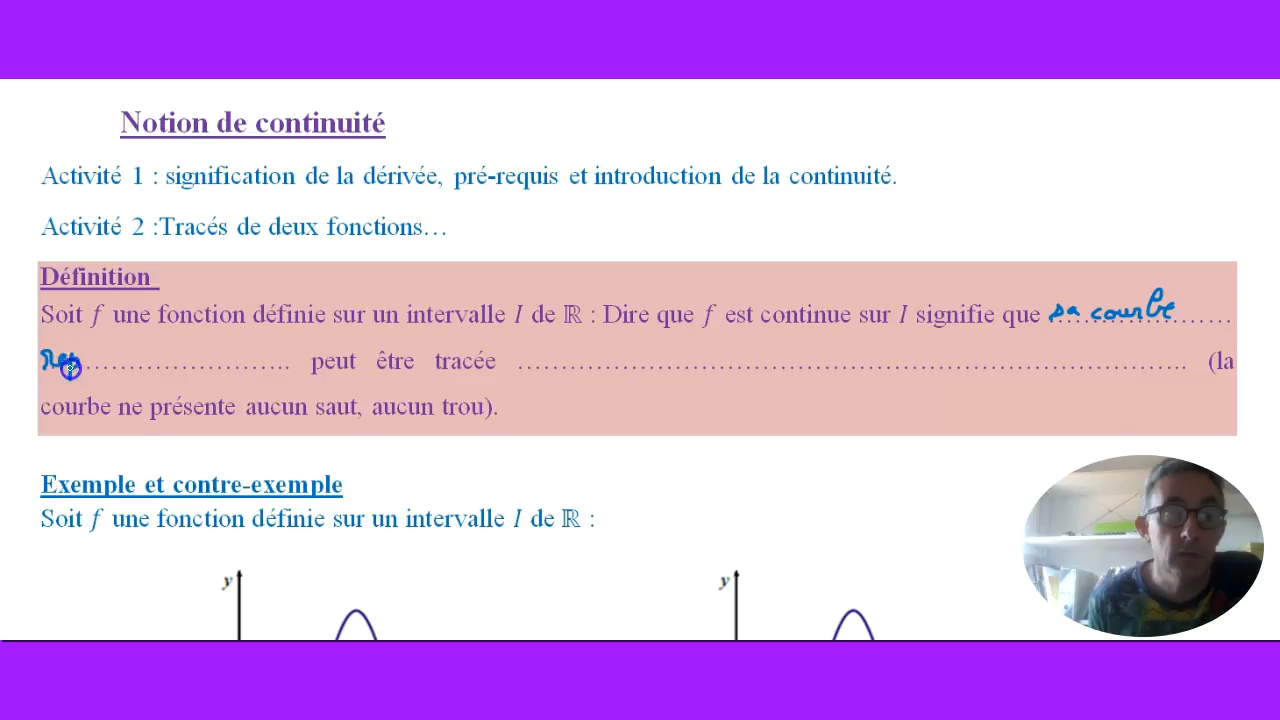 Notion de continuité
Activité 1 : signification de la dérivée, pré-requis et introduction de la continuité.
Activité 2 :Tracés de deux fonctions…
Définition
Soit f une fonction définie sur un intervalle I de ℝ : Dire que f est continue sur I signifie que sa courbe
……………………….. peut être tracée ……………………………………………………………………………….. (la
courbe ne présente aucun saut, aucun trou).
Exemple et contre-exemple
Soit f une fonction définie sur un intervalle I de ℝ :
y y